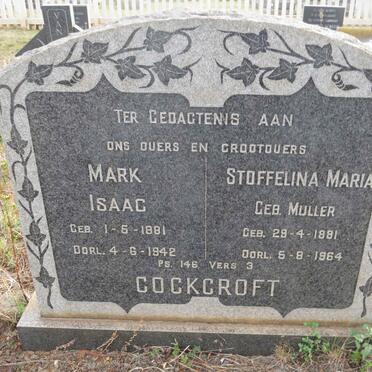 TER GEDAGTENIS AAN
ONS OUERS EN GROOTOUERS
MARK
ISAAC
GEB. 1-5-1881
OORL. 4-6-1942
STOFFELINA MARIA
GEB. MULLER
GEB. 29-4-1881
OORL. 5-8-1964
PS. 146 VERS 3
COCKCROFT